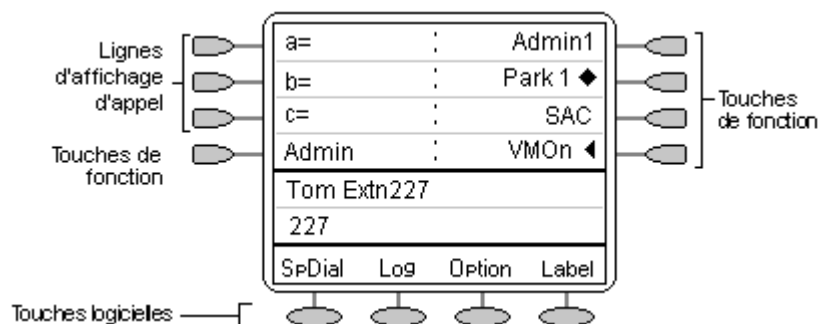 Lignes
d'affichage
d'appel
Touches de
fonction
a= : Admin1
b= : Park 1 ◆
c= : SAC
Admin : VMOn ◀
Tom Extn227
227
SpDial Log Option Label
Touches
de fonction
Touches logicielles